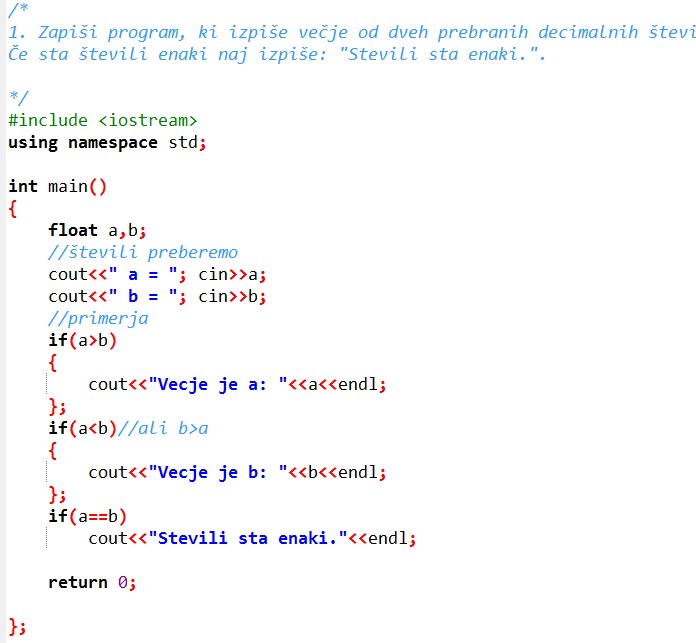 /*
1. Zapiši program, ki izpiše večje od dveh prebranih decimalnih števi
Če sta števili enaki naj izpiše: "Stevili sta enaki.".
*/
#include <iostream>
using namespace std;
int main()
{
float a,b;
//števili preberemo
cout<<" a = "; cin>>a;
cout<<" b = "; cin>>b;
//primerja
if(a>b)
{
cout<<"Vecje je a: "<<a<<endl;
};
if(a<b)//ali b>a
{
cout<<"Vecje je b: "<<b<<endl;
};
if(a==b)
cout<<"Stevili sta enaki."<<endl;
return 0;
};